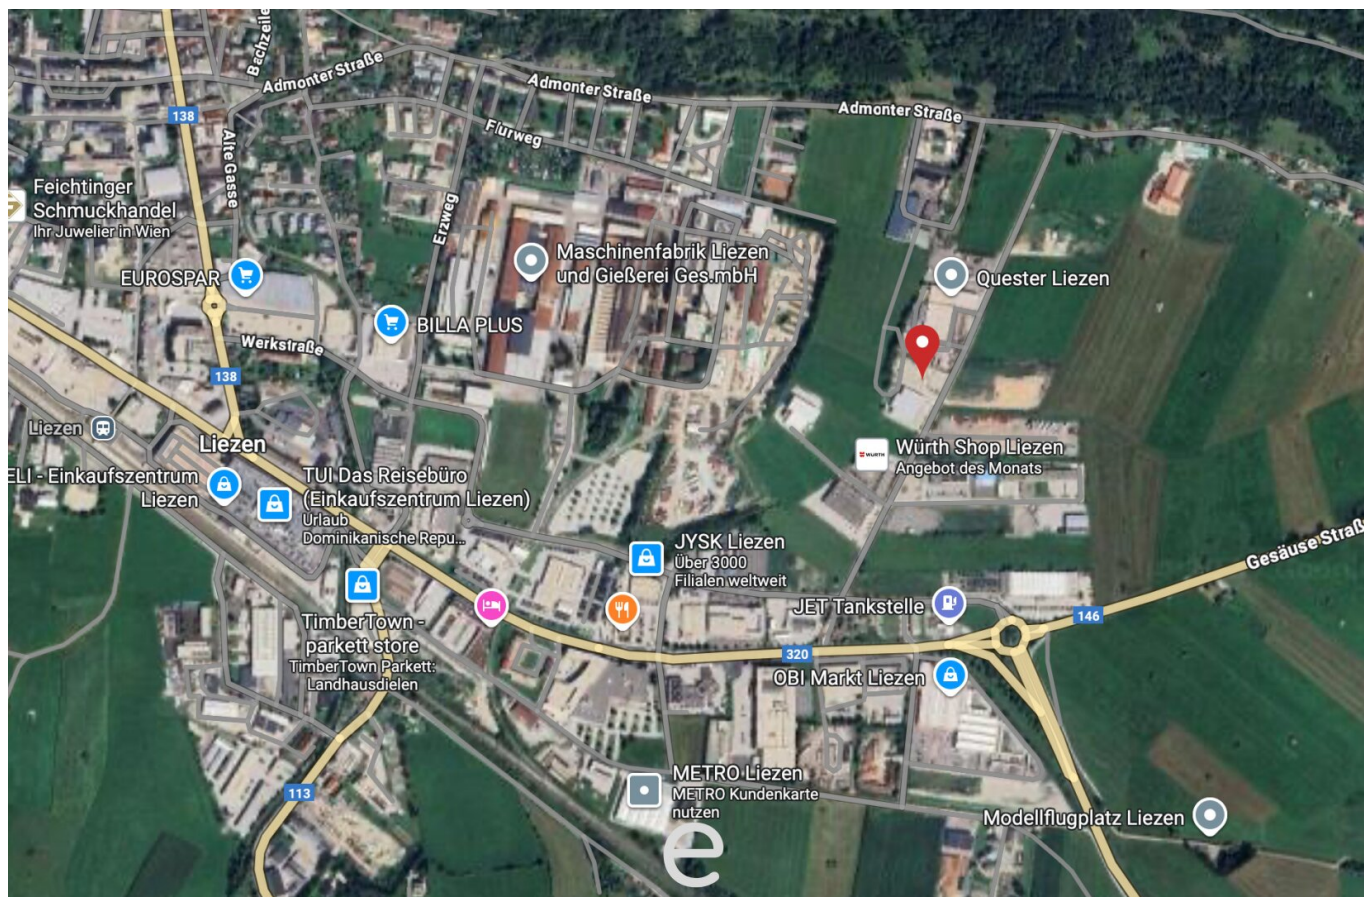 Bachzeile
Admonter Straße
Admonter Straße
Admonter Straße
138
Flurweg
Alte Gasse
Feichtinger
Schmuckhandel
Ihr Juwelier in Wien
Erzweg
Maschinenfabrik Liezen
und Gießerei Ges.mbH
EUROSPAR
Quester Liezen
BILLA PLUS
Werkstraße
138
Liezen
Liezen
ELI - Einkaufszentrum
Liezen
TUI Das Reisebüro
(Einkaufszentrum Liezen)
Urlaub
Dominikanische Repu...
WURTH
Würth Shop Liezen
Angebot des Monats
JYSK Liezen
Über 3000
Filialen weltweit
Gesäuse Straß
JET Tankstelle
146
TimberTown -
parkett store
TimberTown Parkett:
Landhausdielen
320
OBI Markt Liezen
METRO Liezen
METRO Kundenkarte
nutzen
113
Modellflugplatz Liezen
e